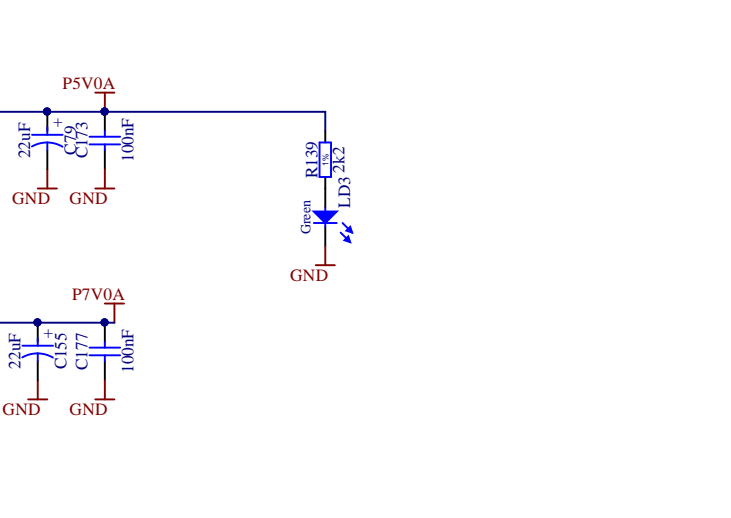 P5V0A
22uF
+
C79
C173
100nF
R139
1%
2k2
GND
GND
Green
LD3
GND
P7V0A
22uF
+
C155
C177
100nF
GND
GND